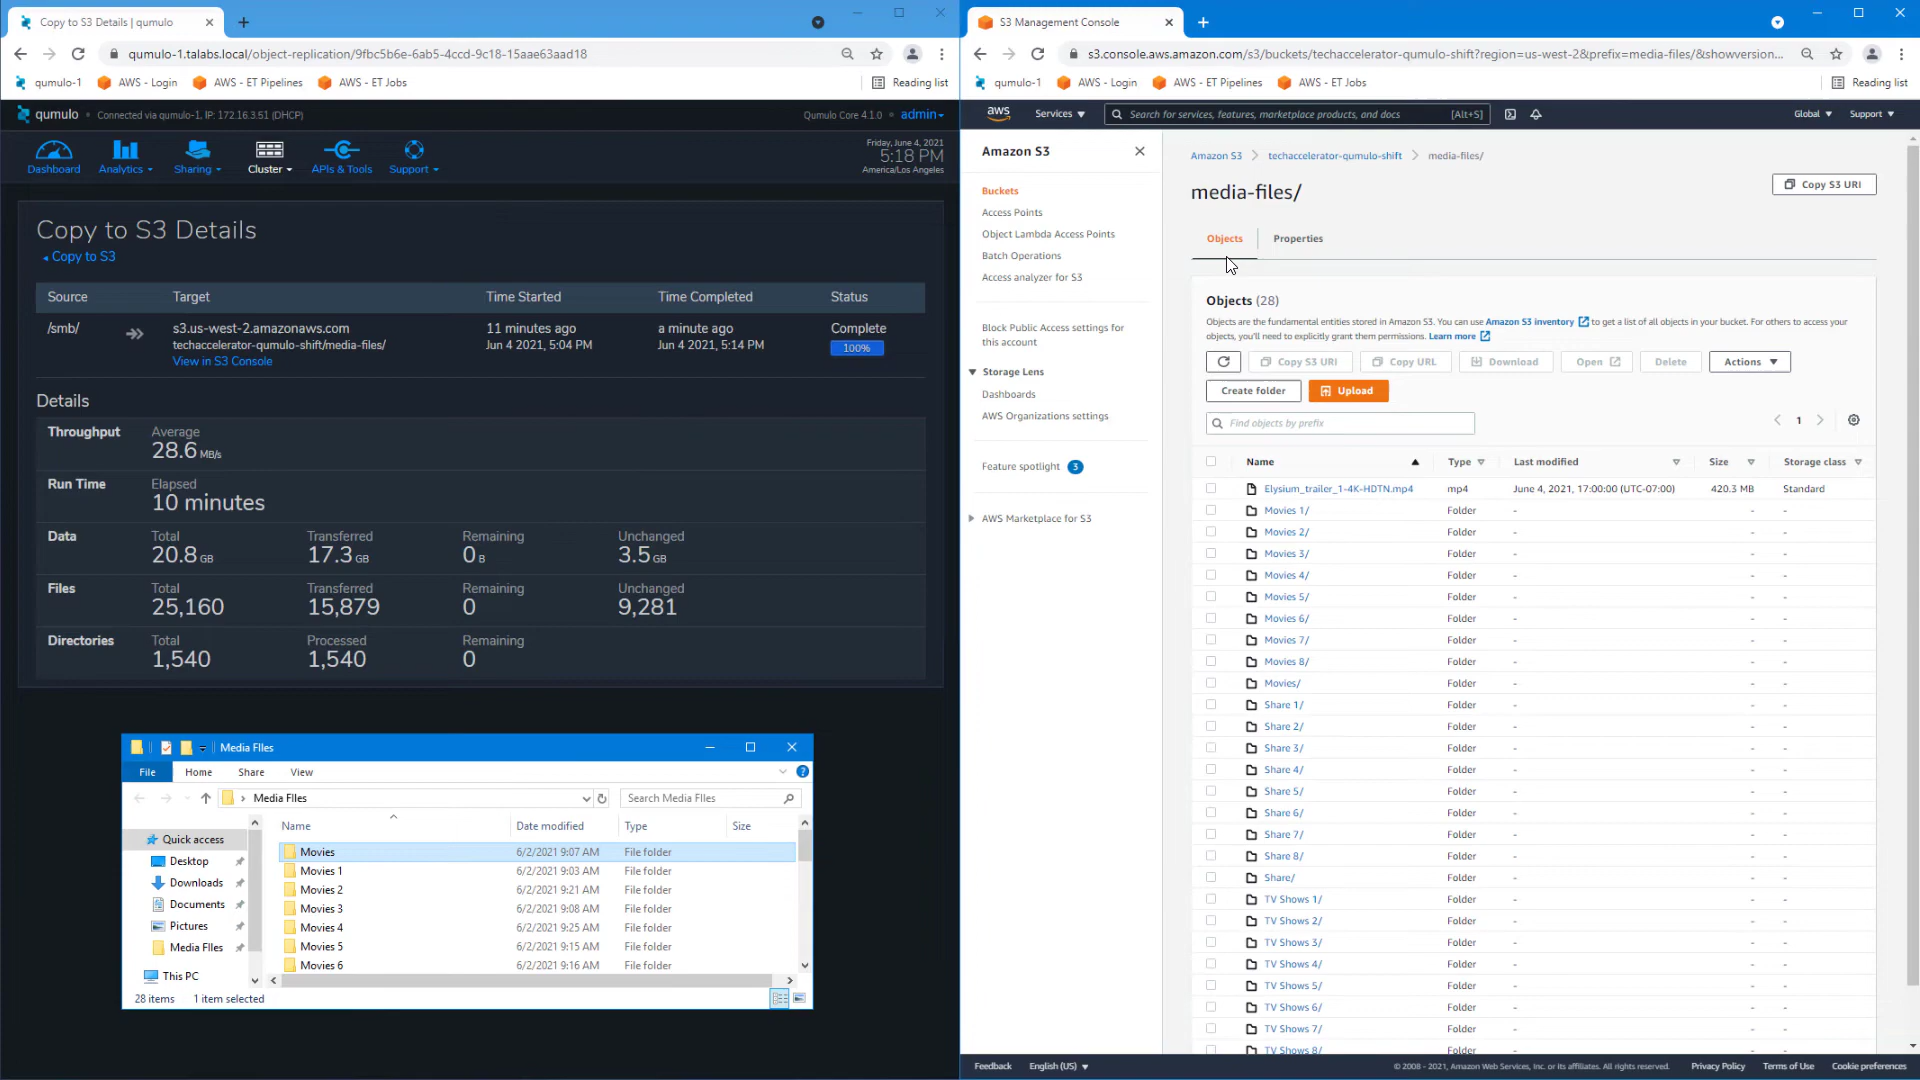 Copy to S3 Details | qumulo
qumulo-1.talabs.local/object-replication/9fbc5b6e-6ab5-4ccd-9c18-15aae63aad18
qumulo-1
AWS - Login
AWS - ET Pipelines
AWS - ET Jobs
Reading list
qumulo
Connected via qumulo-1, IP: 172.16.3.51 (DHCP)
Qumulo Core 4.1.0
admin
Dashboard
Analytics
Sharing
Cluster
APIs & Tools
Support
Friday, June 4, 2021
5:18 PM
America/Los Angeles
Copy to S3 Details
Copy to S3
Source Target Time Started Time Completed Status
/smb/ s3.us-west-2.amazonaws.com 11 minutes ago a minute ago Complete
techaccelerator-qumulo-shift/media-files/ Jun 4 2021, 5:04 PM Jun 4 2021, 5:14 PM 100%
View in S3 Console
Details
Throughput Average
28.6 MB/s
Run Time Elapsed
10 minutes
Data Total Transferred Remaining Unchanged
20.8 GB 17.3 GB 0 B 3.5 GB
Files Total Transferred Remaining Unchanged
25,160 15,879 0 9,281
Directories Total Processed Remaining
1,540 1,540 0
Media FIles
File Home Share View
Media FIles
Search Media FIles
Quick access
Desktop
Downloads
Documents
Pictures
Media FIles
This PC
Name Date modified Type Size
Movies 6/2/2021 9:07 AM File folder
Movies 1 6/2/2021 9:03 AM File folder
Movies 2 6/2/2021 9:21 AM File folder
Movies 3 6/2/2021 9:08 AM File folder
Movies 4 6/2/2021 9:25 AM File folder
Movies 5 6/2/2021 9:15 AM File folder
Movies 6 6/2/2021 9:16 AM File folder
28 items 1 item selected
S3 Management Console
s3.console.aws.amazon.com/s3/buckets/techaccelerator-qumulo-shift?region=us-west-2&prefix=media-files/&showversion...
qumulo-1
AWS - Login
AWS - ET Pipelines
AWS - ET Jobs
Reading list
aws
Services
Search for services, features, marketplace products, and docs [Alt+S]
Global
Support
Amazon S3
Buckets
Access Points
Object Lambda Access Points
Batch Operations
Access analyzer for S3
Block Public Access settings for
this account
Storage Lens
Dashboards
AWS Organizations settings
Feature spotlight 3
AWS Marketplace for S3
Amazon S3 techaccelerator-qumulo-shift media-files/
media-files/
Copy S3 URI
Objects Properties
Objects (28)
Objects are the fundamental entities stored in Amazon S3. You can use Amazon S3 inventory to get a list of all objects in your bucket. For others to access your
objects, you'll need to explicitly grant them permissions. Learn more
Copy S3 URI Copy URL Download Open Delete Actions
Create folder Upload
Find objects by prefix
1
Name Type Last modified Size Storage class
Elysium_trailer_1-4K-HDTN.mp4 mp4 June 4, 2021, 17:00:00 (UTC-07:00) 420.3 MB Standard
Movies 1/ Folder - - -
Movies 2/ Folder - - -
Movies 3/ Folder - - -
Movies 4/ Folder - - -
Movies 5/ Folder - - -
Movies 6/ Folder - - -
Movies 7/ Folder - - -
Movies 8/ Folder - - -
Movies/ Folder - - -
Share 1/ Folder - - -
Share 2/ Folder - - -
Share 3/ Folder - - -
Share 4/ Folder - - -
Share 5/ Folder - - -
Share 6/ Folder - - -
Share 7/ Folder - - -
Share 8/ Folder - - -
Share/ Folder - - -
TV Shows 1/ Folder - - -
TV Shows 2/ Folder - - -
TV Shows 3/ Folder - - -
TV Shows 4/ Folder - - -
TV Shows 5/ Folder - - -
TV Shows 6/ Folder - - -
TV Shows 7/ Folder - - -
TV Shows 8/ Folder - - -
Feedback English (US) © 2008 - 2021, Amazon Web Services, Inc. or its affiliates. All rights reserved. Privacy Policy Terms of Use Cookie preferences